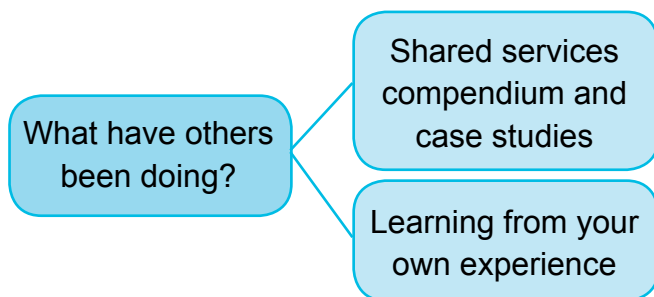 What have others
been doing?
Shared services
compendium and
case studies
Learning from your
own experience